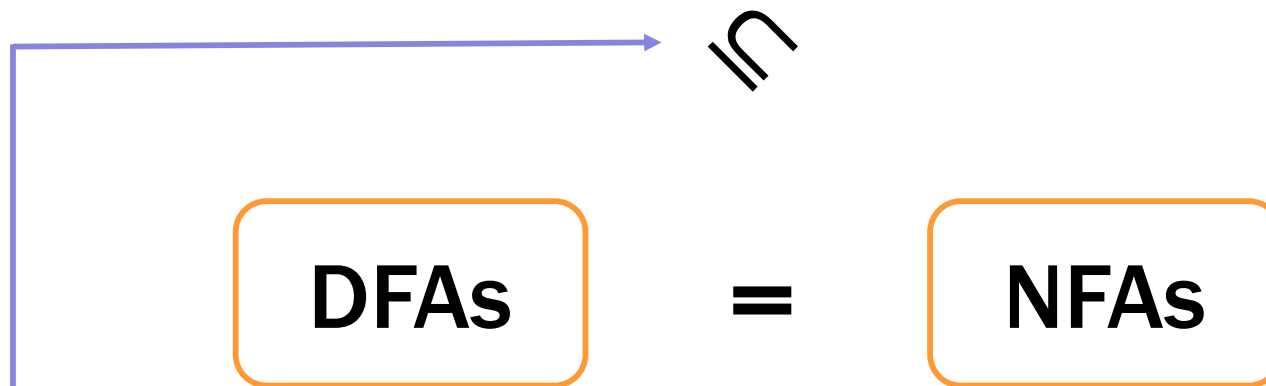 ⊆
DFAs = NFAs